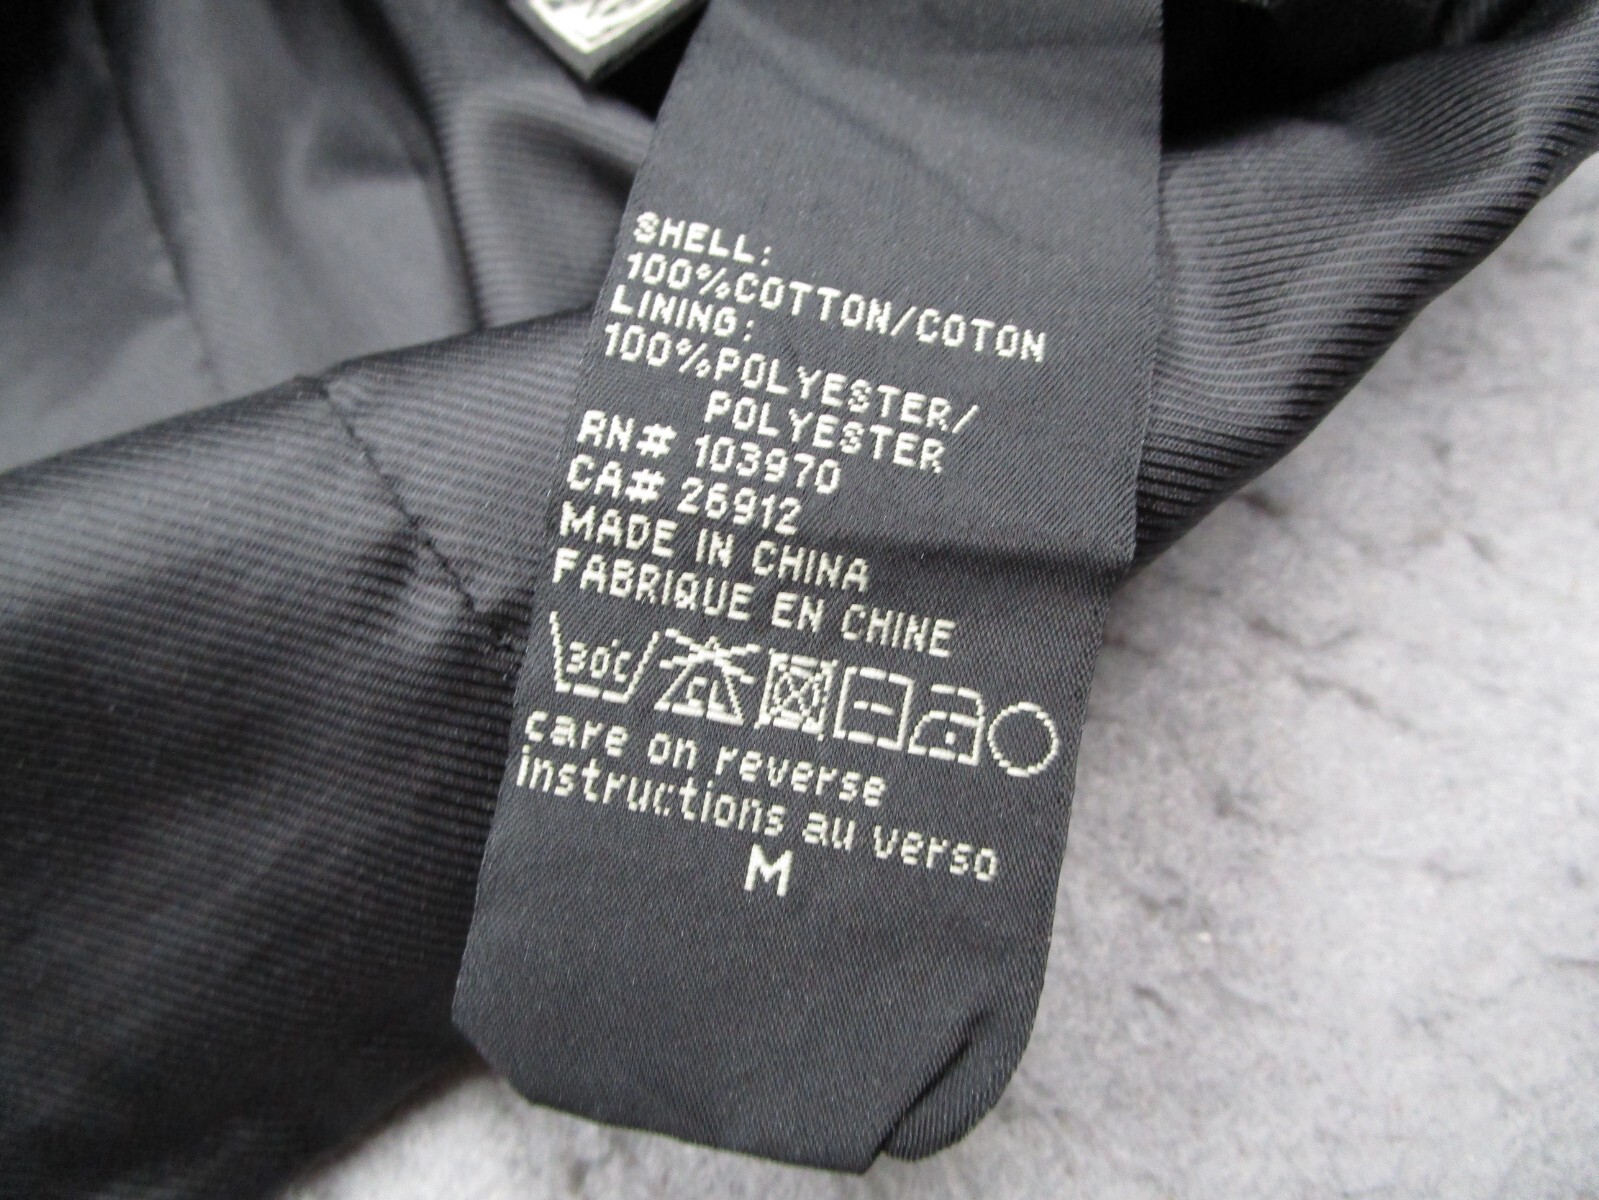 SHELL:
100%COTTON/COTON
LINING:
100%POLYESTER/
POLYESTER
RN# 103970
CA# 26912
MADE IN CHINA
FABRIQUE EN CHINE
30°C CL
care on reverse
instructions au verso
M